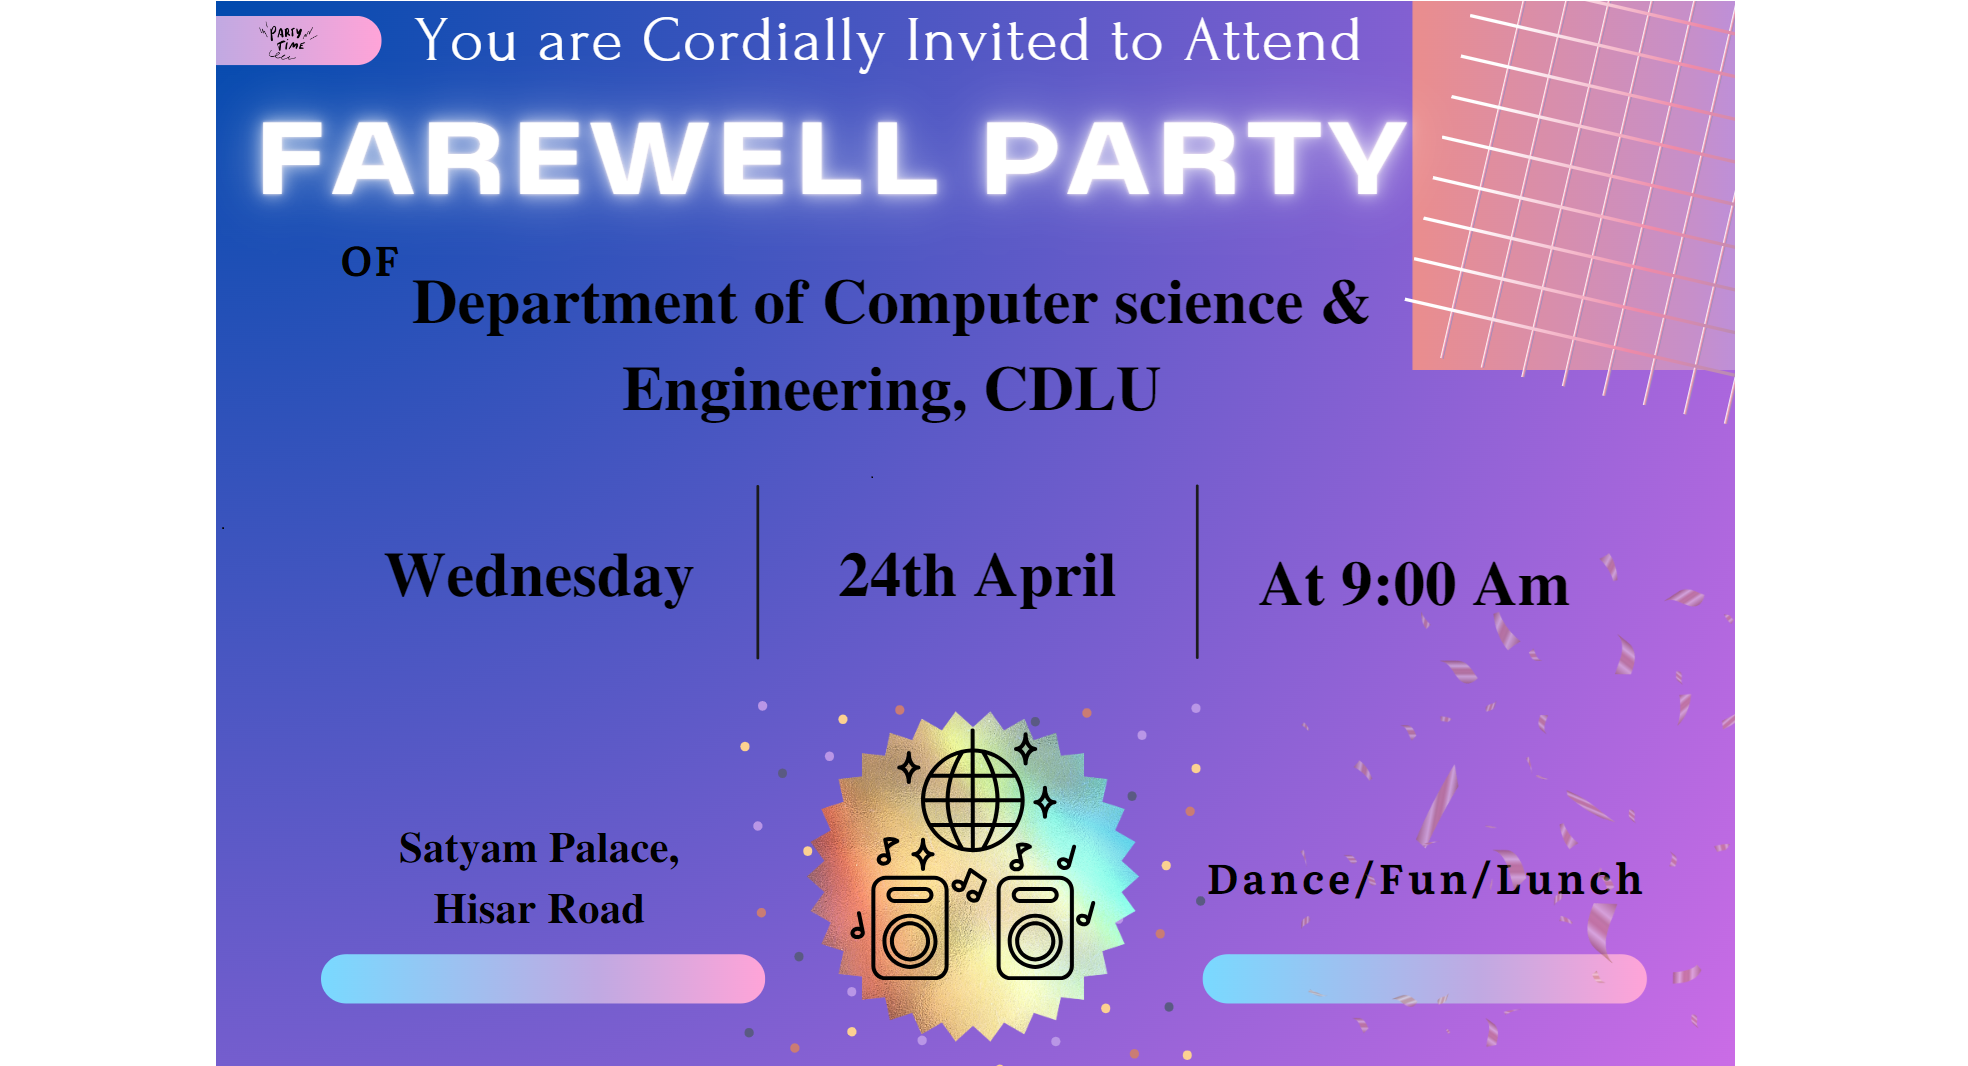 PARTY
TIME
You are Cordially Invited to Attend
FAREWELL PARTY
OF
Department of Computer science &
Engineering, CDLU
Wednesday
24th April
At 9:00 Am
Satyam Palace,
Hisar Road
Dance/Fun/Lunch